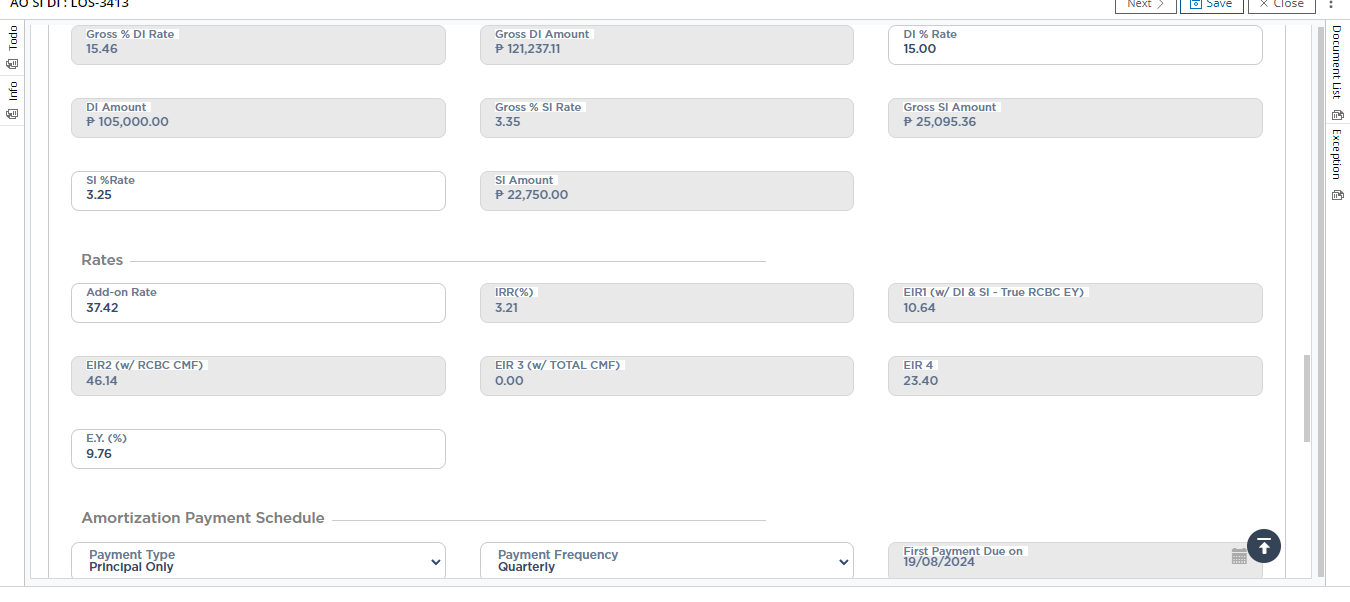 AO SI DI : LOS-3413
Next
Save
Close
Todo
Info
Document List
Exception
Gross % DI Rate
15.46
Gross DI Amount
₱ 121,237.11
DI % Rate
15.00
DI Amount
₱ 105,000.00
Gross % SI Rate
3.35
Gross SI Amount
₱ 25,095.36
SI %Rate
3.25
SI Amount
₱ 22,750.00
Rates
Add-on Rate
37.42
IRR(%)
3.21
EIR1 (w/ DI & SI - True RCBC EY)
10.64
EIR2 (w/ RCBC CMF)
46.14
EIR 3 (w/ TOTAL CMF)
0.00
EIR 4
23.40
E.Y. (%)
9.76
Amortization Payment Schedule
Payment Type
Principal Only
Payment Frequency
Quarterly
First Payment Due on
19/08/2024